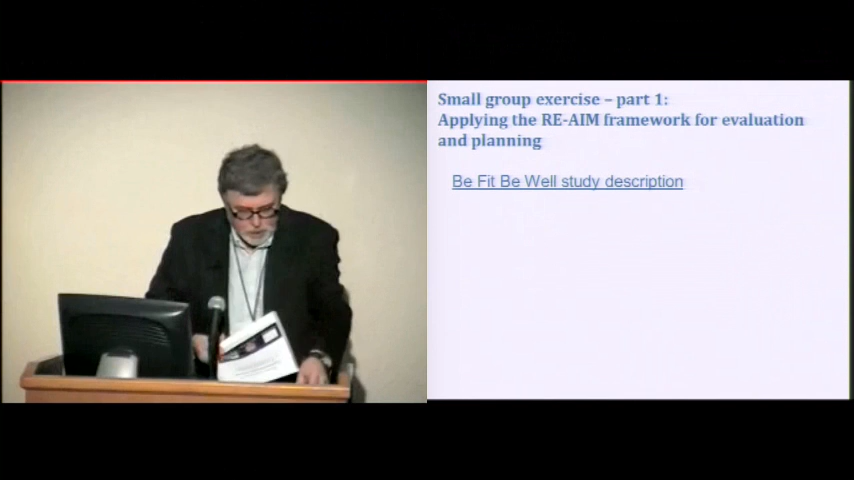 Small group exercise – part 1:
Applying the RE-AIM framework for evaluation
and planning
Be Fit Be Well study description